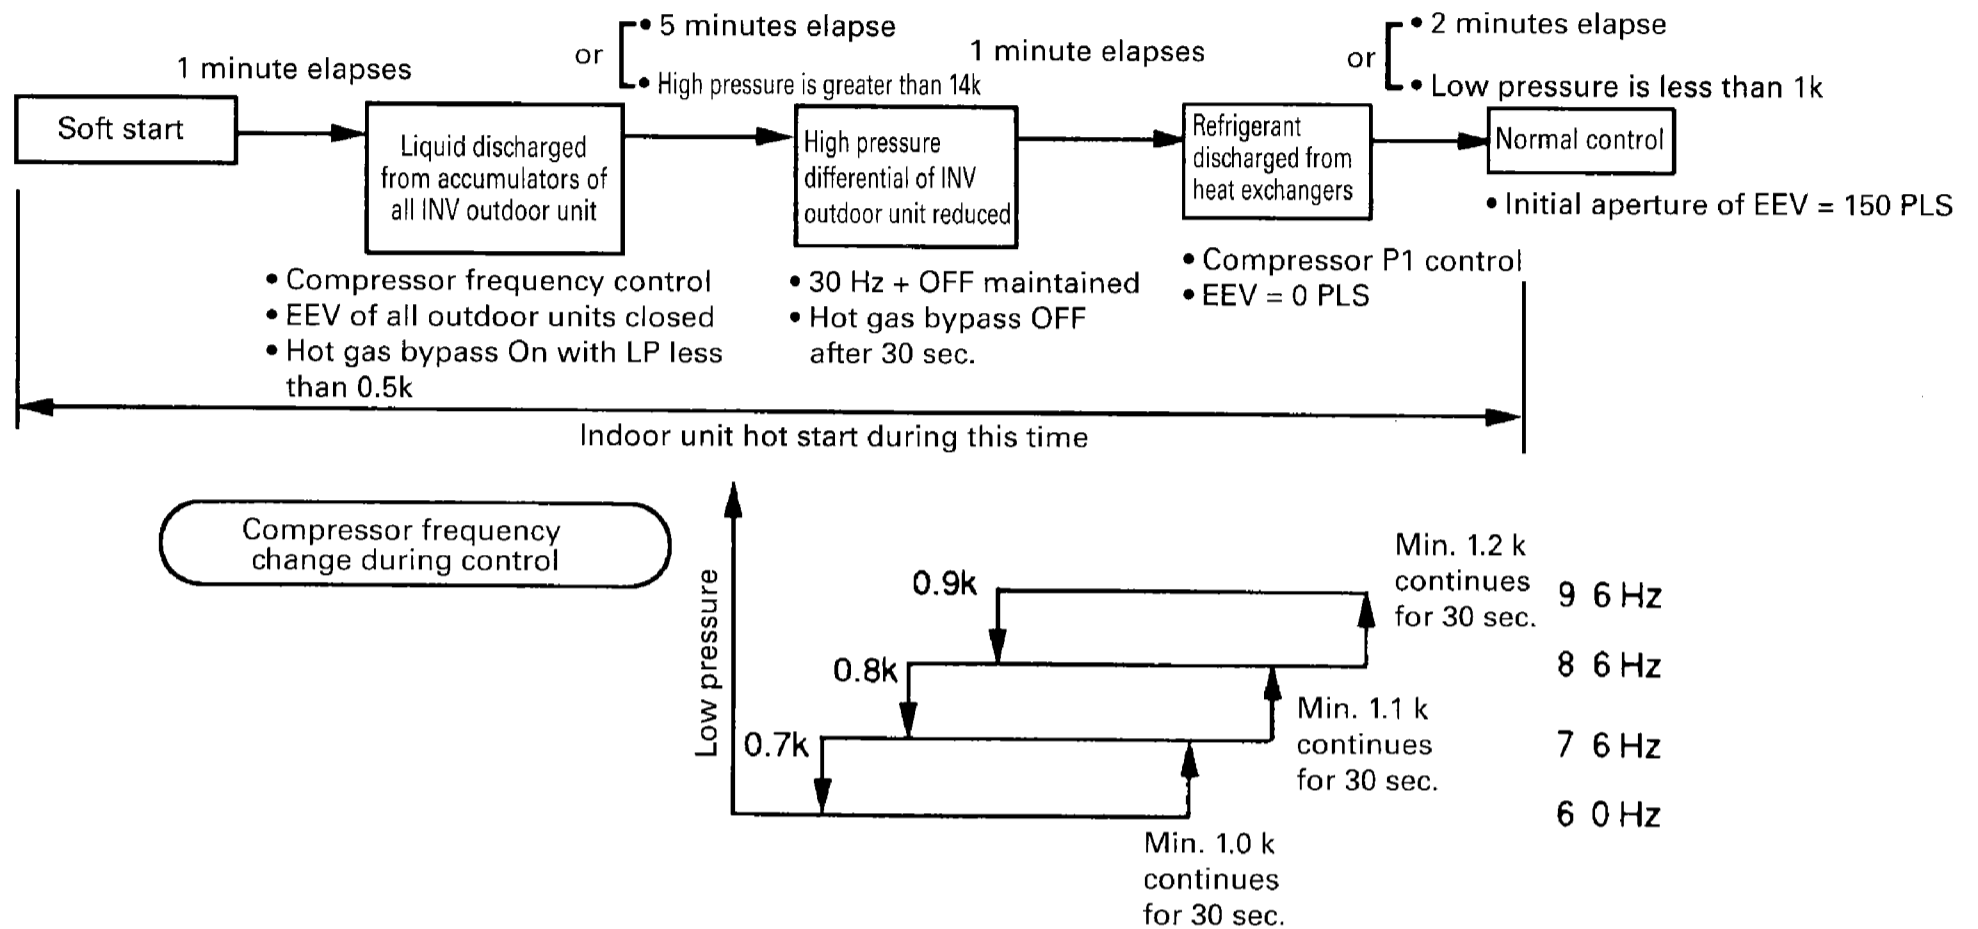 1 minute elapses
or
• 5 minutes elapse
• High pressure is greater than 14k
1 minute elapses
or
• 2 minutes elapse
• Low pressure is less than 1k
Soft start
Liquid discharged
from accumulators of
all INV outdoor unit
High pressure
differential of INV
outdoor unit reduced
Refrigerant
discharged from
heat exchangers
Normal control
• Initial aperture of EEV = 150 PLS
• Compressor frequency control
• EEV of all outdoor units closed
• Hot gas bypass On with LP less
than 0.5k
• 30 Hz + OFF maintained
• Hot gas bypass OFF
after 30 sec.
• Compressor P1 control
• EEV = 0 PLS
Indoor unit hot start during this time
Compressor frequency
change during control
Low pressure
0.9k
0.8k
0.7k
Min. 1.2 k
continues
for 30 sec.
Min. 1.1 k
continues
for 30 sec.
Min. 1.0 k
continues
for 30 sec.
9 6 Hz
8 6 Hz
7 6 Hz
6 0 Hz